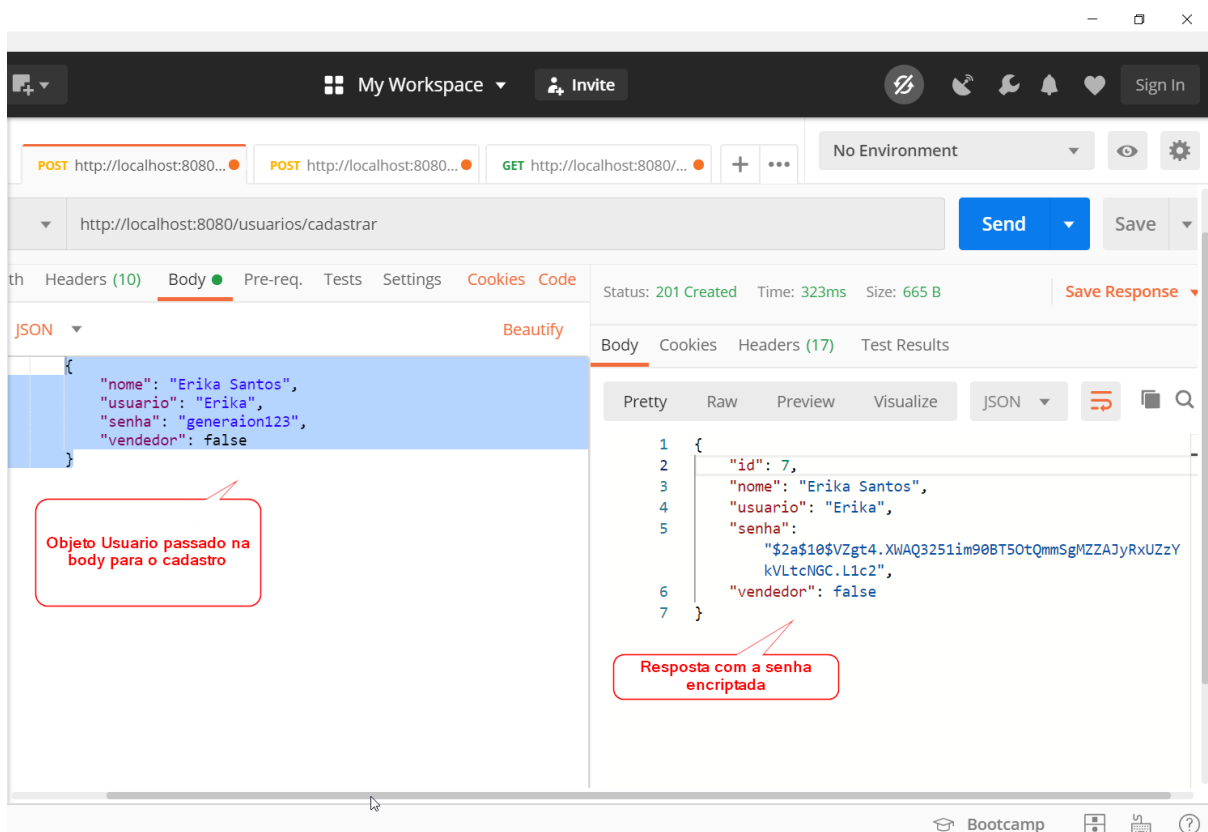 My Workspace
Invite
Sign In
POST http://localhost:8080...
POST http://localhost:8080...
GET http://localhost:8080/...
No Environment
http://localhost:8080/usuarios/cadastrar
Send
Save
th Headers (10) Body Pre-req. Tests Settings Cookies Code
Status: 201 Created Time: 323ms Size: 665 B
Save Response
JSON
Beautify
Body Cookies Headers (17) Test Results
{
"nome": "Erika Santos",
"usuario": "Erika",
"senha": "generaion123",
"vendedor": false
}
Objeto Usuario passado na
body para o cadastro
Pretty Raw Preview Visualize JSON
1 {
2 "id": 7,
3 "nome": "Erika Santos",
4 "usuario": "Erika",
5 "senha":
"$2a$10$VZgt4.XWAQ3251im90BT5OtQmmSgMZZAJyRxUZzY
kVLtcNGC.L1c2",
6 "vendedor": false
7 }
Resposta com a senha
encriptada
Bootcamp